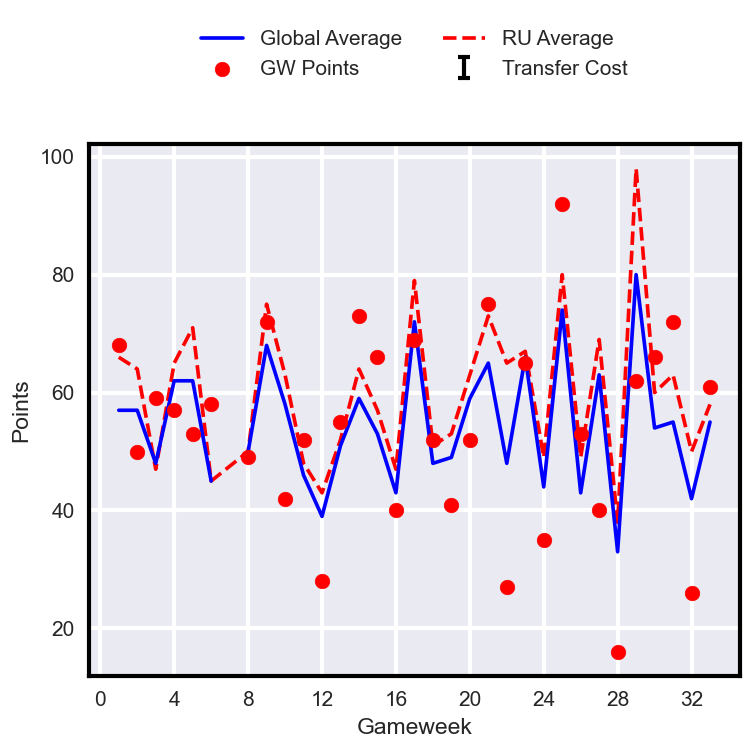 Global Average RU Average
GW Points Transfer Cost
100
80
60
40
20
Points
0 4 8 12 16 20 24 28 32
Gameweek